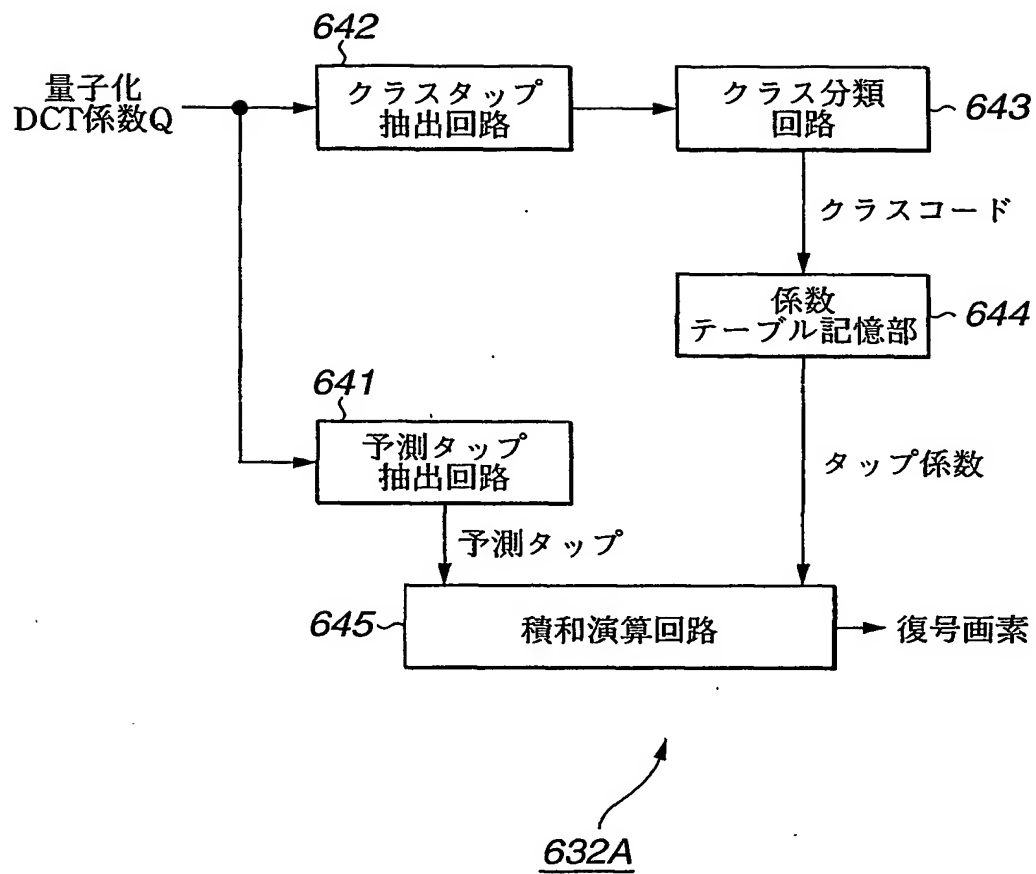 642
量子化
DCT係数Q
クラスタップ
抽出回路
クラス分類
回路
643
クラスコード
係数
テーブル記憶部
644
641
予測タップ
抽出回路
タップ係数
予測タップ
645
積和演算回路
復号画素
632A